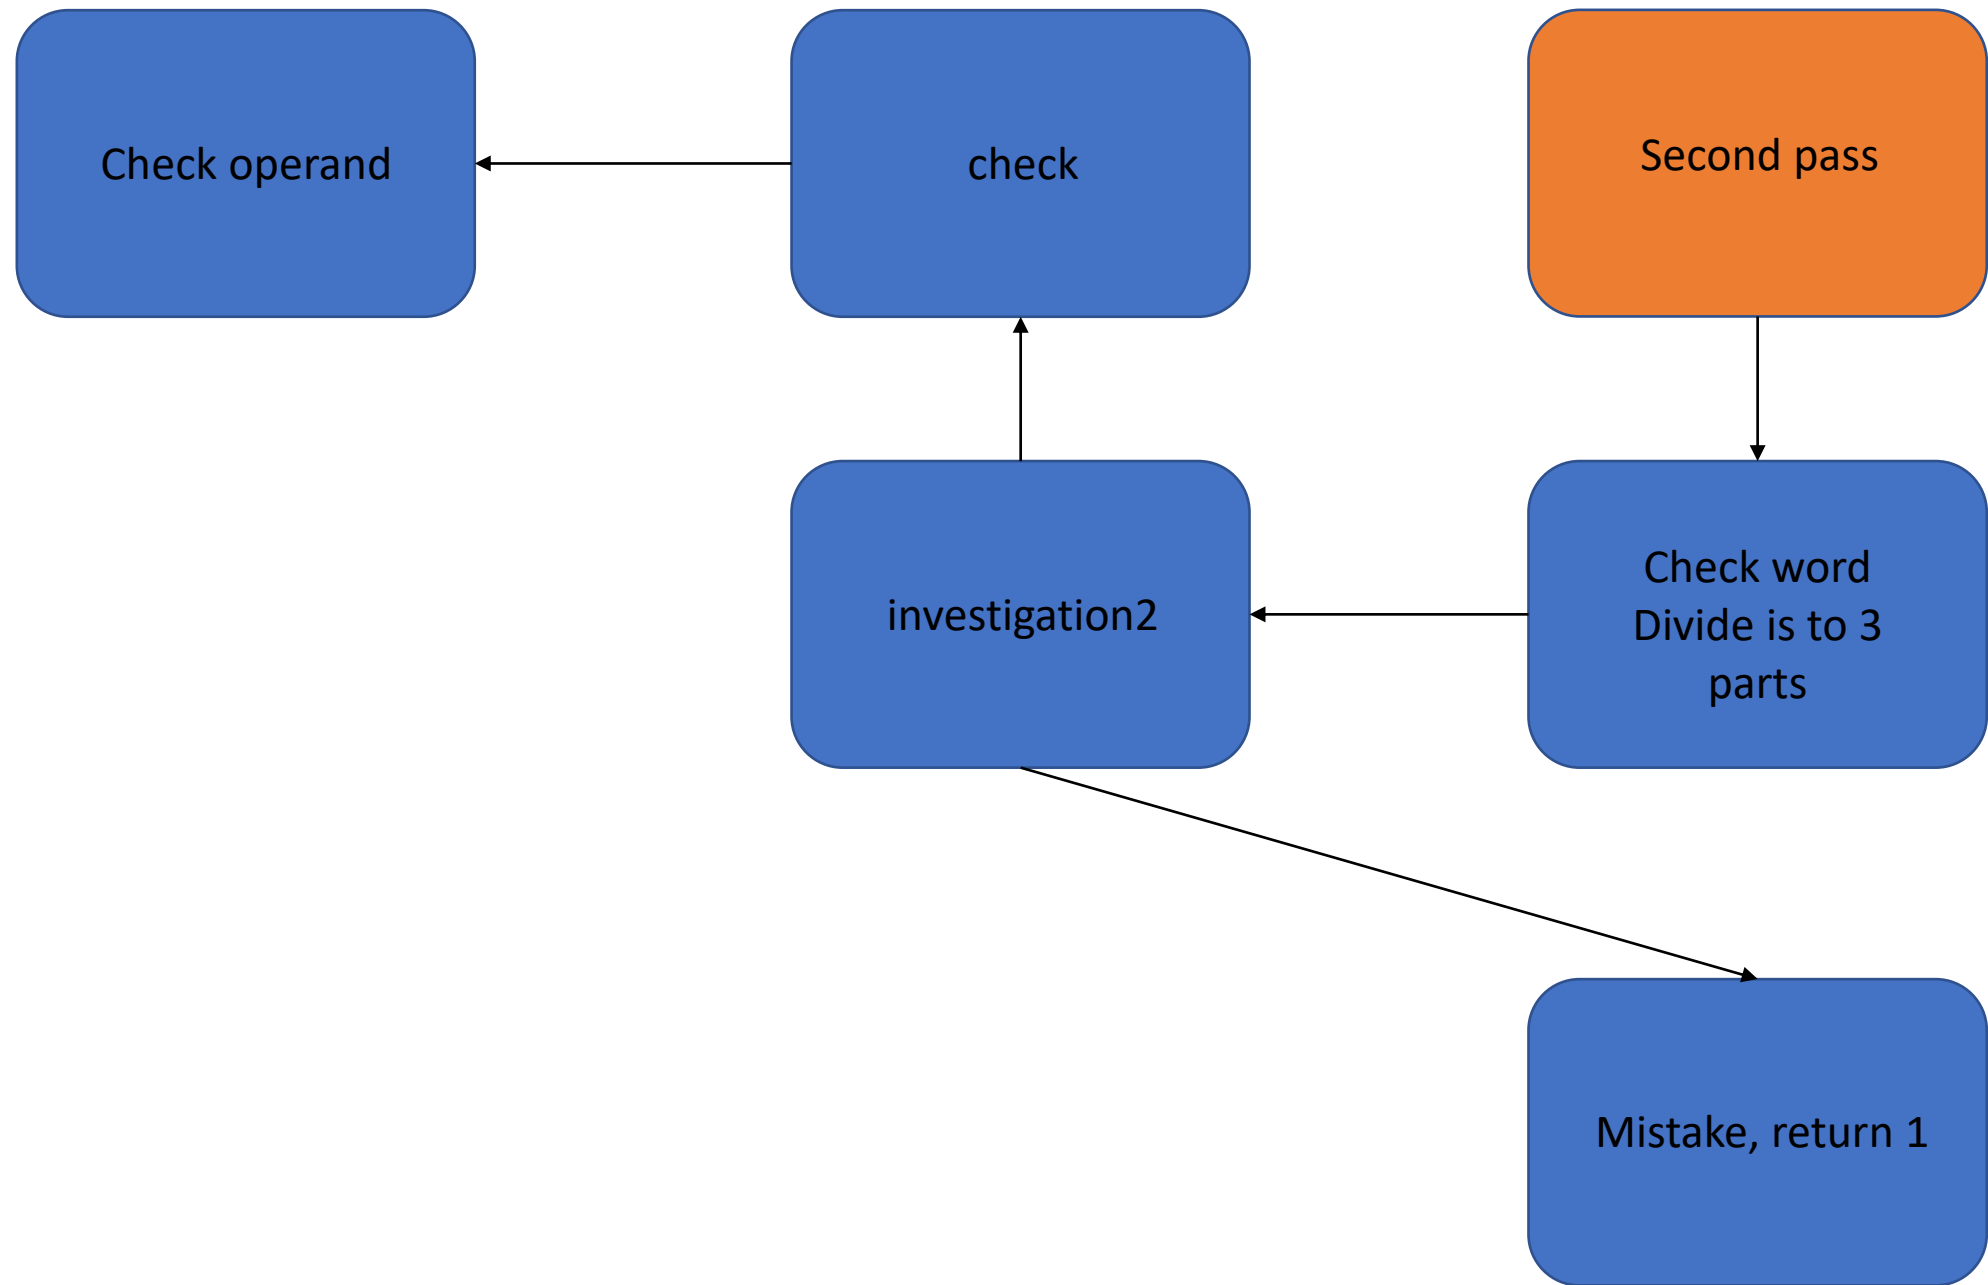 Check operand
check
Second pass
investigation2
Check word
Divide is to 3
parts
Mistake, return 1